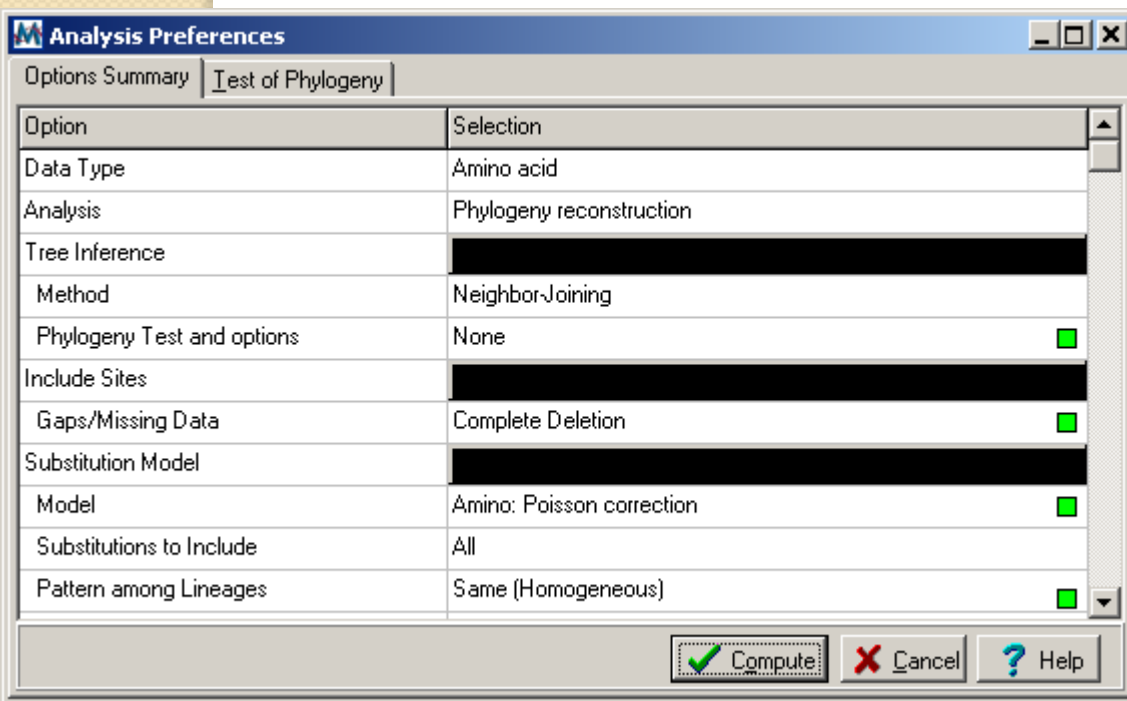 Analysis Preferences
Options Summary Test of Phylogeny
Option Selection
Data Type Amino acid
Analysis Phylogeny reconstruction
Tree Inference
Method Neighbor-Joining
Phylogeny Test and options None
Include Sites
Gaps/Missing Data Complete Deletion
Substitution Model
Model Amino: Poisson correction
Substitutions to Include All
Pattern among Lineages Same (Homogeneous)
Compute Cancel ? Help